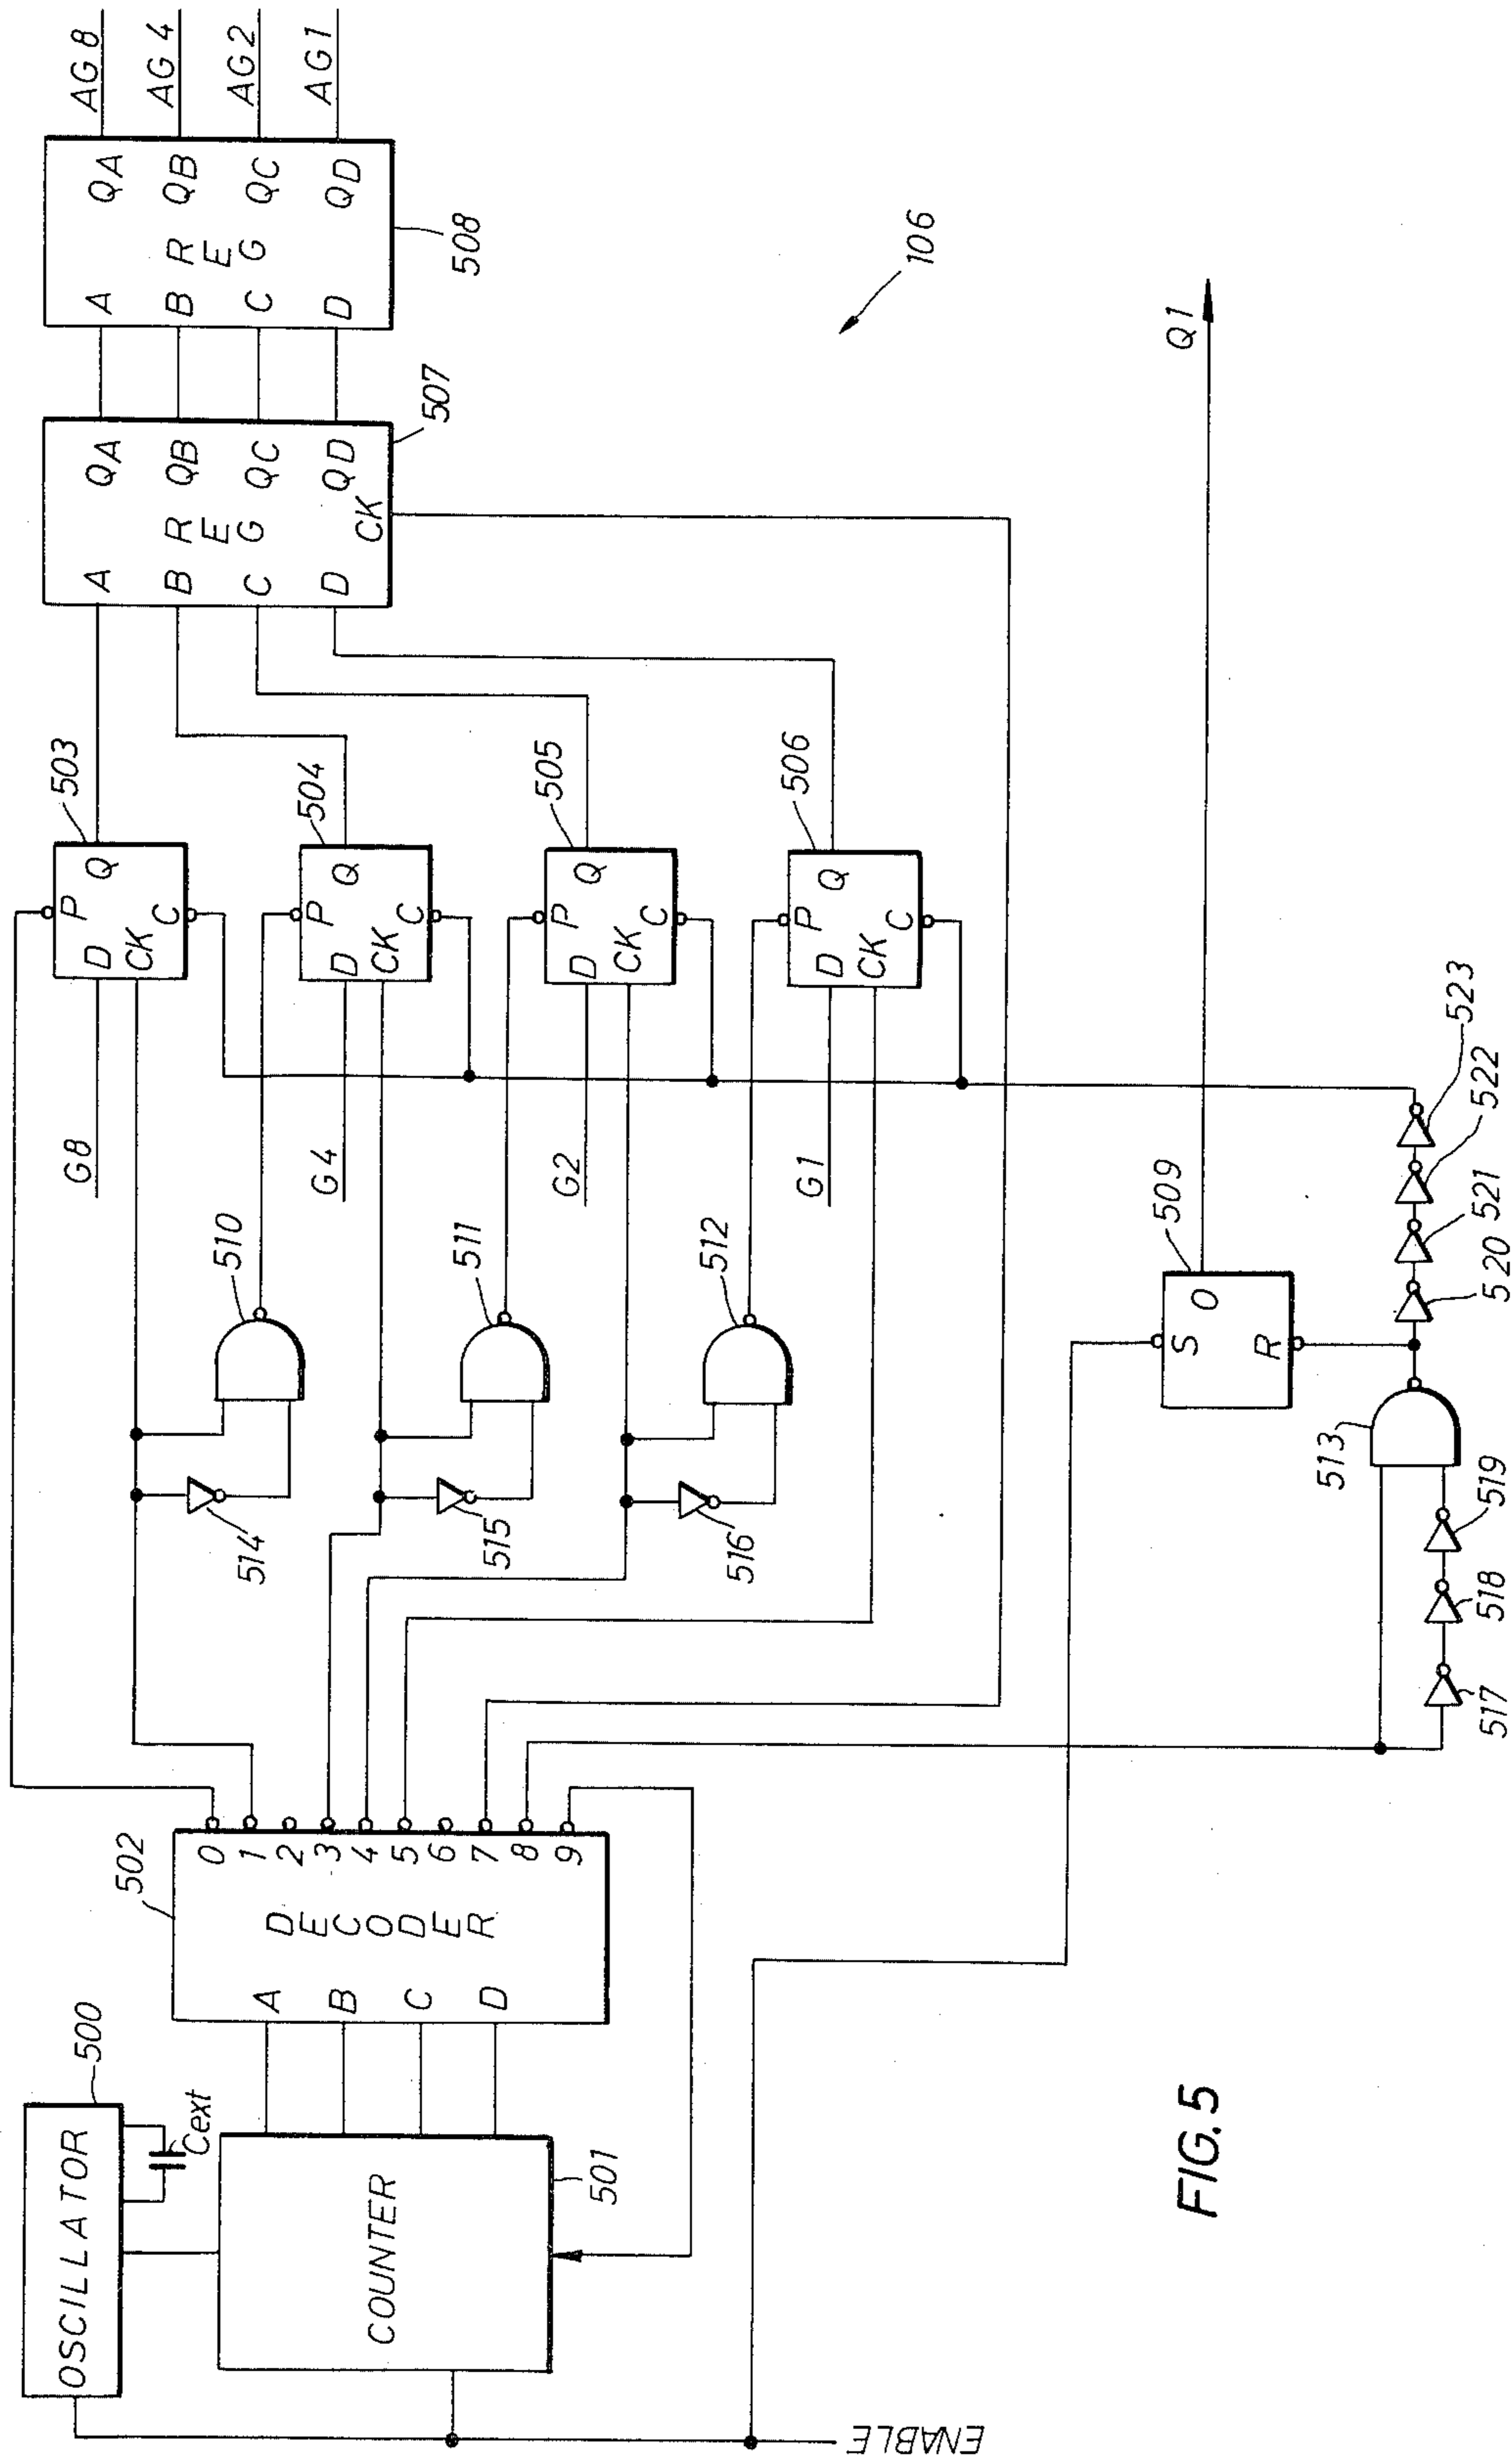 OSCILLATOR
500
Cext
COUNTER
501
ENABLE
502
DECODER
A
B
C
D
0
1
2
3
4
5
6
7
8
9
514
510
515
511
516
512
G8
G4
G2
G1
503
D
P
Q
CK
C
504
D
P
Q
CK
C
505
D
P
Q
CK
C
506
D
P
Q
CK
C
A
B
C
D
REG
QA
QB
QC
QD
CK
507
A
B
C
D
REG
QA
QB
QC
QD
508
AG8
AG4
AG2
AG1
106
509
S
O
R
Q1
513
517
518
519
520
521
522
523
FIG. 5